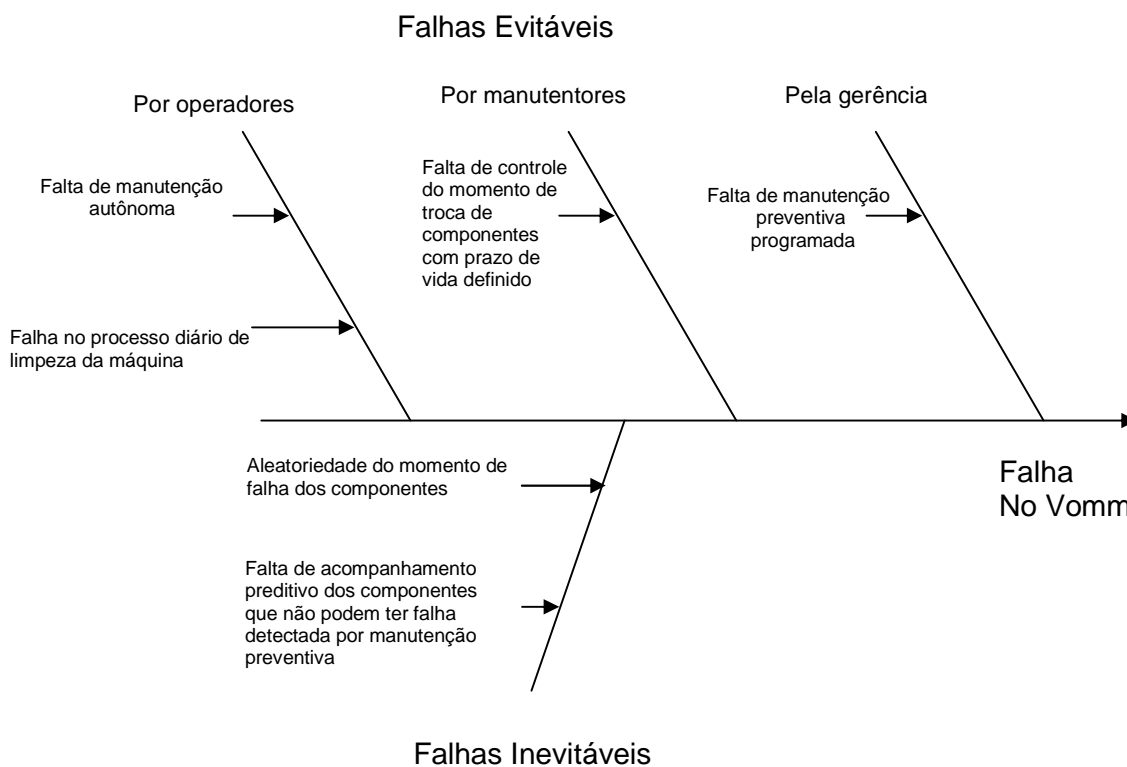 Falhas Evitáveis
Por operadores
Por manutentores
Pela gerência
Falta de manutenção
autônoma
Falha no processo diário de
limpeza da máquina
Falta de controle
do momento de
troca de
componentes
com prazo de
vida definido
Falta de manutenção
preventiva
programada
Aleatoriedade do momento de
falha dos componentes
Falta de acompanhamento
preditivo dos componentes
que não podem ter falha
detectada por manutenção
preventiva
Falha
No Vomm
Falhas Inevitáveis